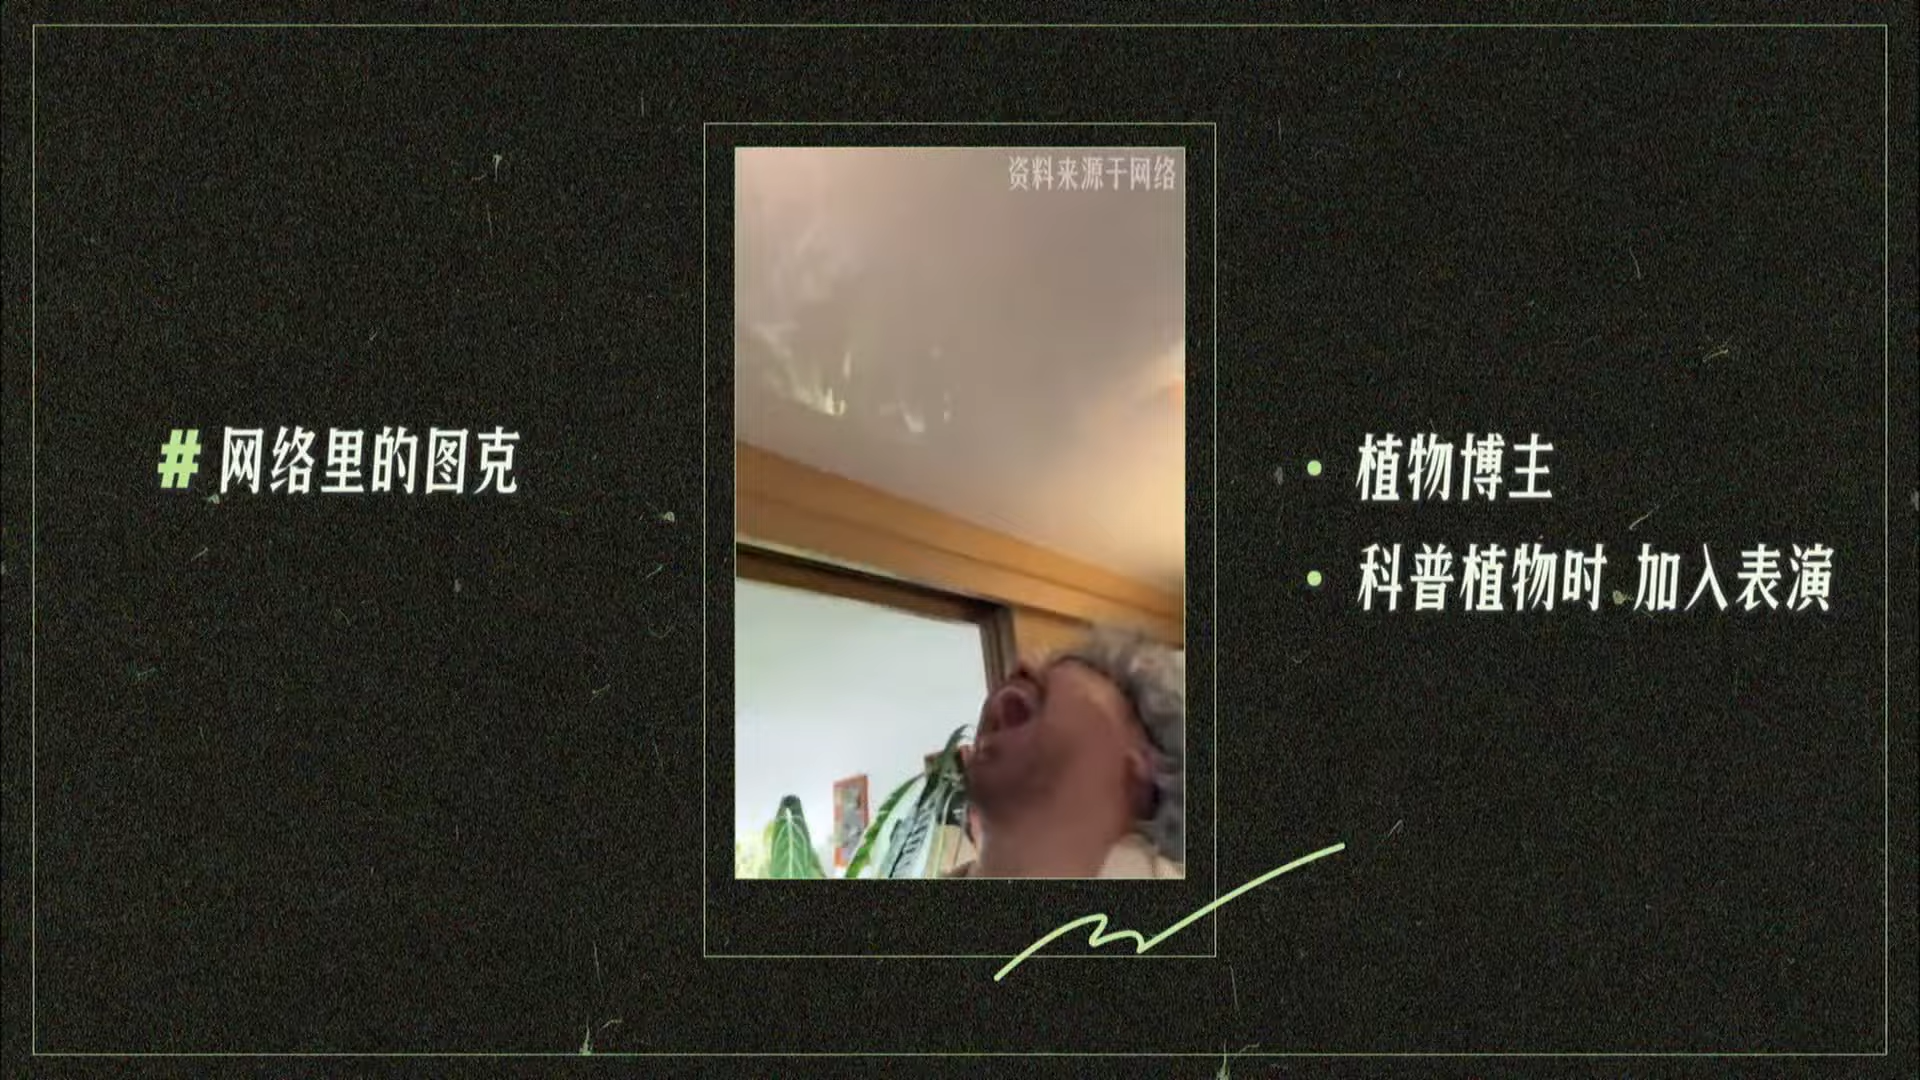 资料来源于网络
# 网络里的图克
• 植物博主
• 科普植物时 加入表演